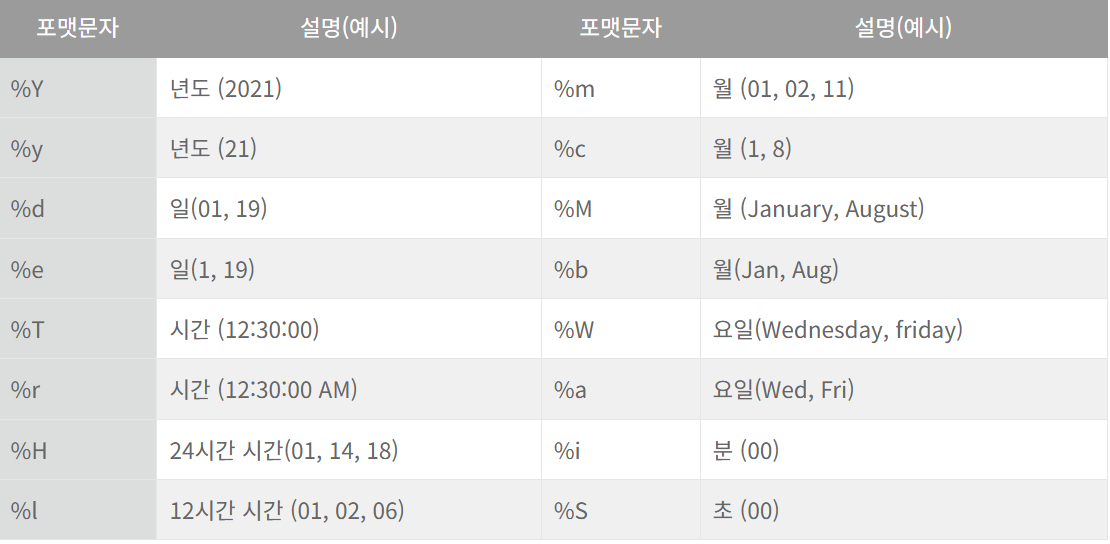 포맷문자 설명(예시) 포맷문자 설명(예시)
%Y 년도 (2021) %m 월 (01, 02, 11)
%y 년도 (21) %c 월 (1, 8)
%d 일(01, 19) %M 월 (January, August)
%e 일(1, 19) %b 월(Jan, Aug)
%T 시간 (12:30:00) %W 요일(Wednesday, friday)
%r 시간 (12:30:00 AM) %a 요일(Wed, Fri)
%H 24시간 시간(01, 14, 18) %i 분 (00)
%l 12시간 시간 (01, 02, 06) %S 초 (00)